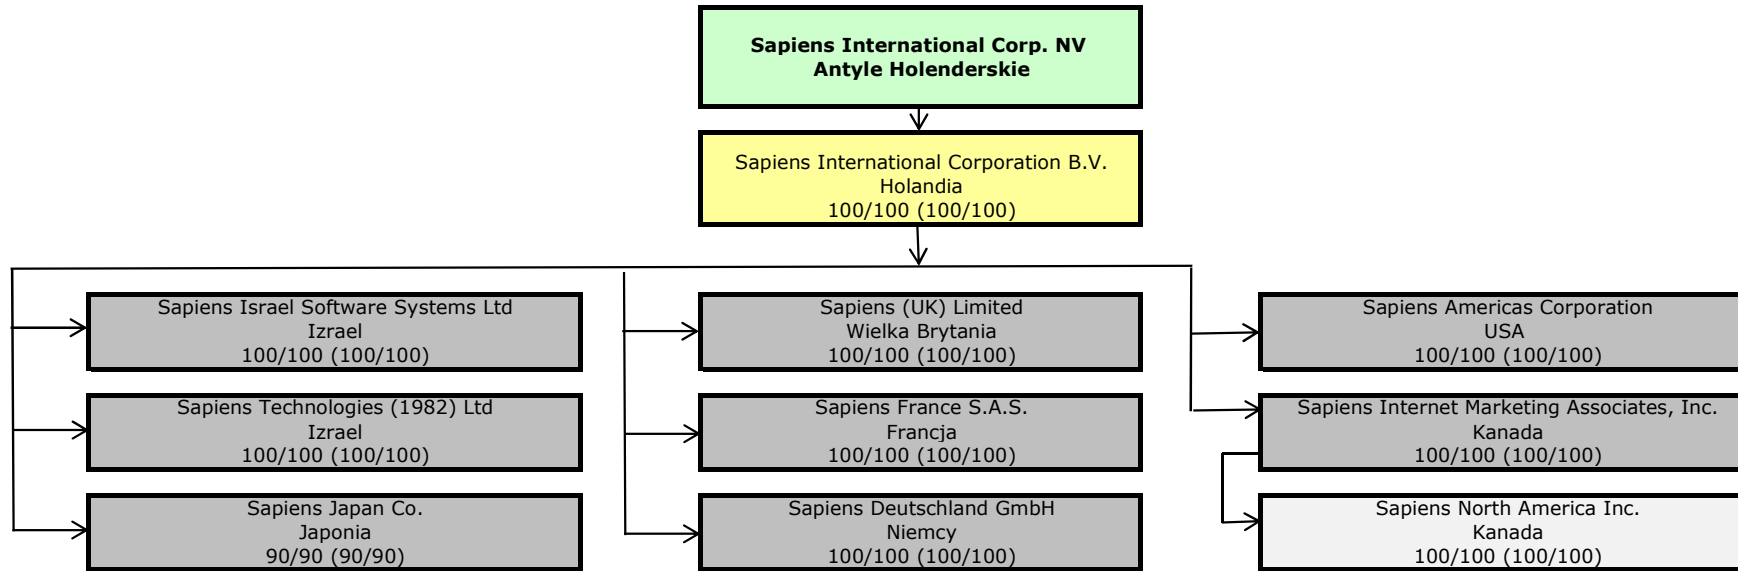 Sapiens International Corp. NV
Antyle Holenderskie
Sapiens International Corporation B.V.
Holandia
100/100 (100/100)
Sapiens Israel Software Systems Ltd
Izrael
100/100 (100/100)
Sapiens (UK) Limited
Wielka Brytania
100/100 (100/100)
Sapiens Americas Corporation
USA
100/100 (100/100)
Sapiens Technologies (1982) Ltd
Izrael
100/100 (100/100)
Sapiens France S.A.S.
Francja
100/100 (100/100)
Sapiens Internet Marketing Associates, Inc.
Kanada
100/100 (100/100)
Sapiens Japan Co.
Japonia
90/90 (90/90)
Sapiens Deutschland GmbH
Niemcy
100/100 (100/100)
Sapiens North America Inc.
Kanada
100/100 (100/100)